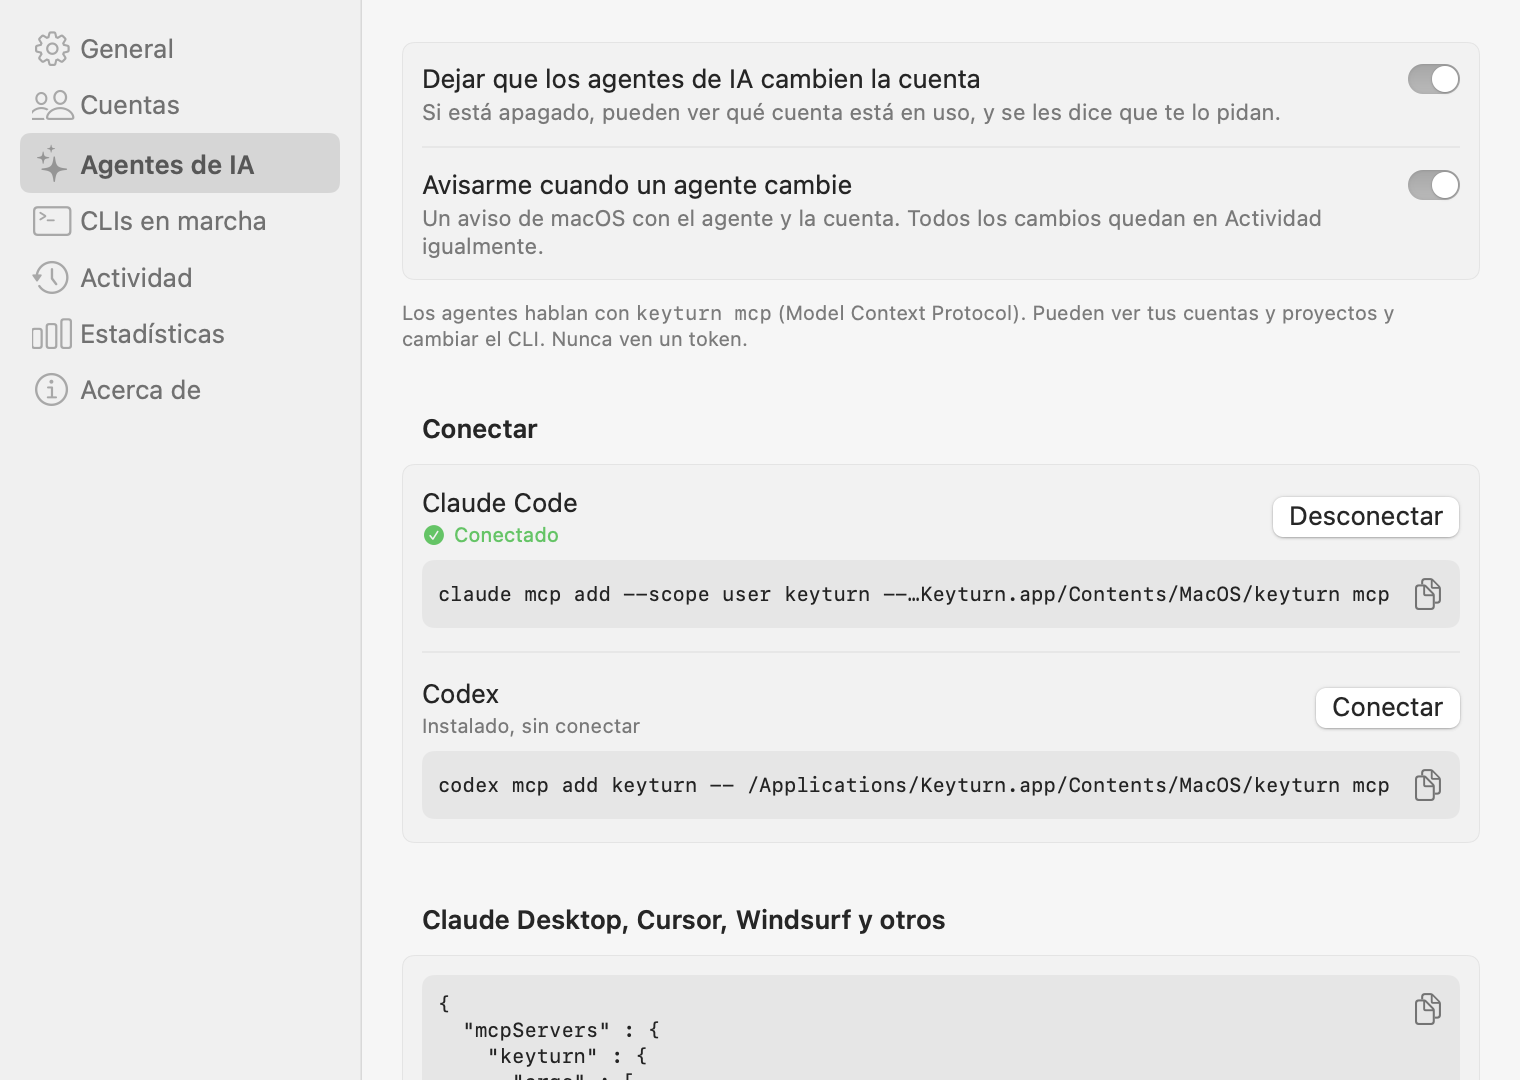 General
Cuentas
Agentes de IA
CLIs en marcha
Actividad
Estadísticas
Acerca de
Dejar que los agentes de IA cambien la cuenta
Si está apagado, pueden ver qué cuenta está en uso, y se les dice que te lo pidan.
Avisarme cuando un agente cambie
Un aviso de macOS con el agente y la cuenta. Todos los cambios quedan en Actividad
igualmente.
Los agentes hablan con keyturn mcp (Model Context Protocol). Pueden ver tus cuentas y proyectos y
cambiar el CLI. Nunca ven un token.
Conectar
Claude Code
Conectado
Desconectar
claude mcp add --scope user keyturn --…Keyturn.app/Contents/MacOS/keyturn mcp
Codex
Instalado, sin conectar
Conectar
codex mcp add keyturn -- /Applications/Keyturn.app/Contents/MacOS/keyturn mcp
Claude Desktop, Cursor, Windsurf y otros
{
"mcpServers" : {
"keyturn" : {